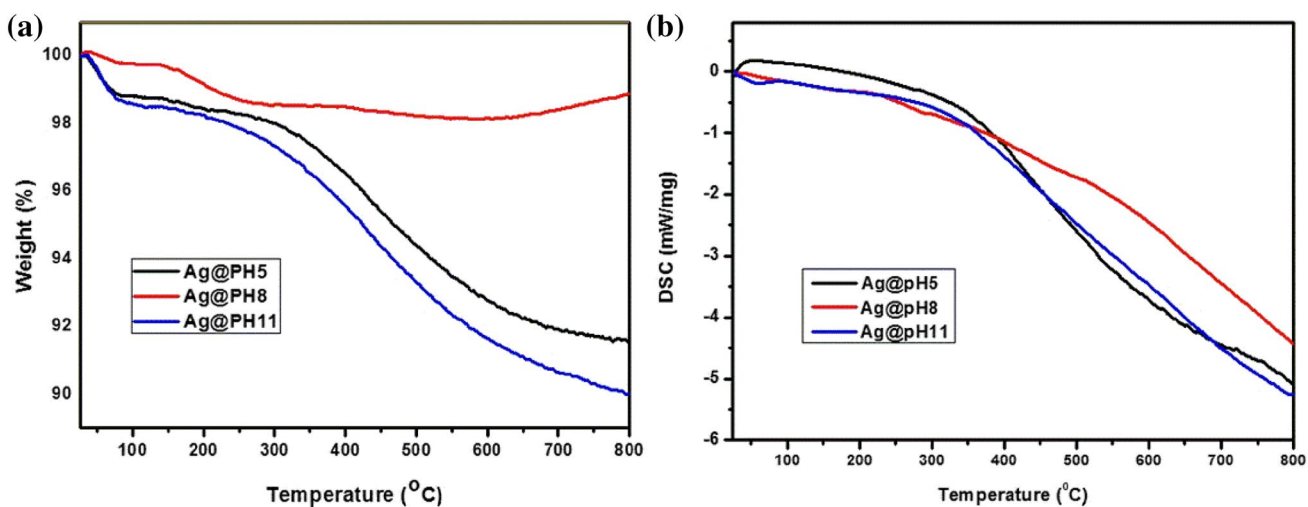 (a)
100
98
96
94
92
90
Weight (%)
Ag@PH5
Ag@PH8
Ag@PH11
100 200 300 400 500 600 700 800
Temperature (°C)
(b)
0
-1
-2
-3
-4
-5
-6
DSC (mW/mg)
Ag@pH5
Ag@pH8
Ag@pH11
100 200 300 400 500 600 700 800
Temperature (°C)